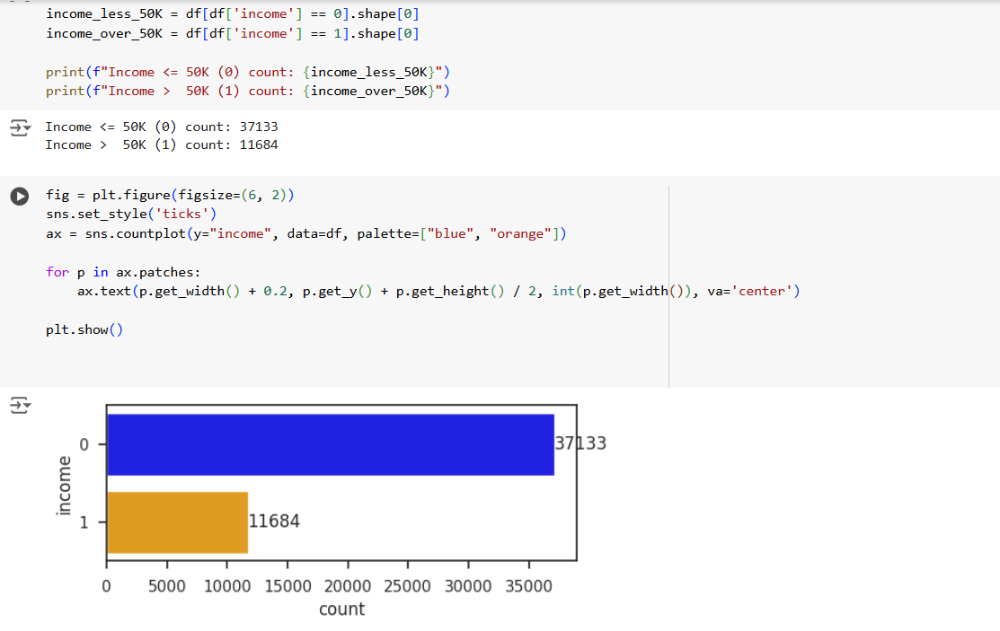 income_less_50K = df[df['income'] == 0].shape[0]
income_over_50K = df[df['income'] == 1].shape[0]
print(f"Income <= 50K (0) count: {income_less_50K}")
print(f"Income >  50K (1) count: {income_over_50K}")
Income <= 50K (0) count: 37133
Income >  50K (1) count: 11684
fig = plt.figure(figsize=(6, 2))
sns.set_style('ticks')
ax = sns.countplot(y="income", data=df, palette=["blue", "orange"])
for p in ax.patches:
    ax.text(p.get_width() + 0.2, p.get_y() + p.get_height() / 2, int(p.get_width()), va='center')
plt.show()
income
0
37133
1
11684
0 5000 10000 15000 20000 25000 30000 35000
count